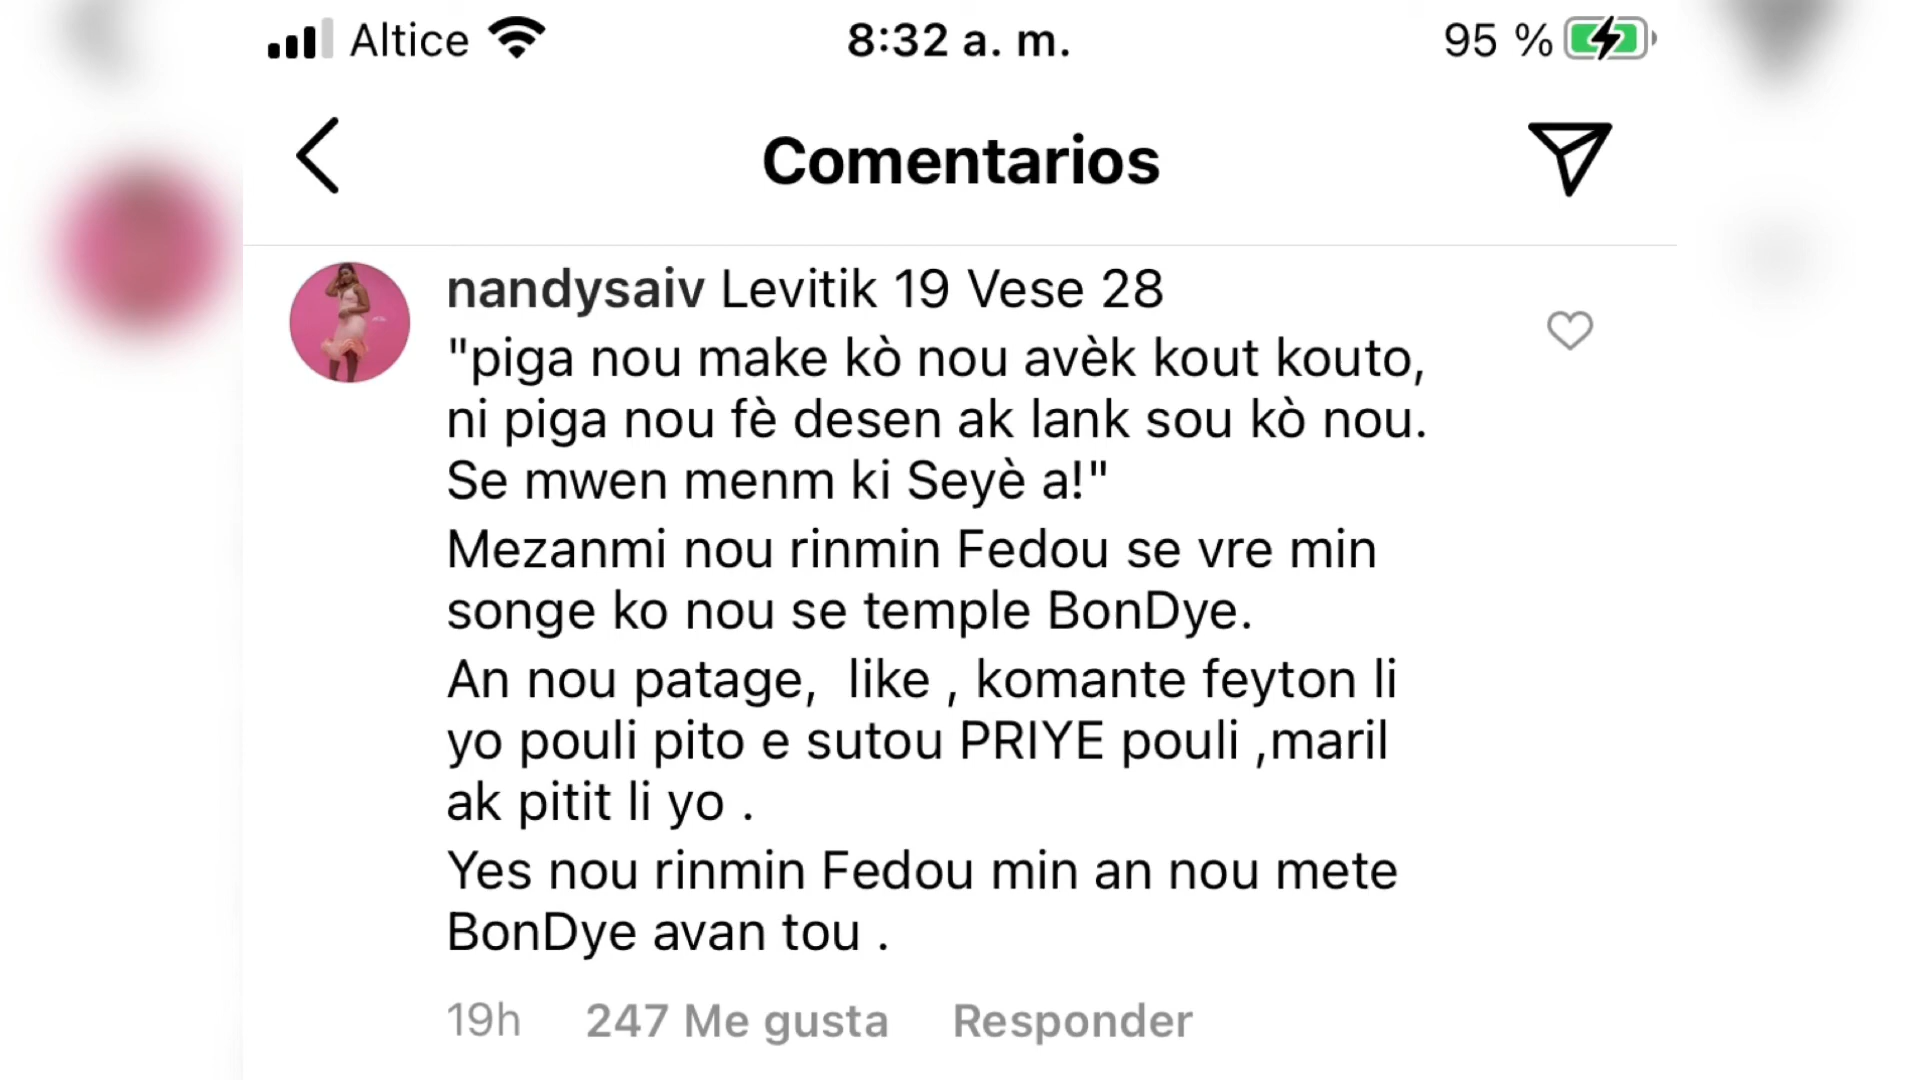 Altice 8:32 a. m. 95 %
Comentarios
nandysaiv Levitik 19 Vese 28
"piga nou make kò nou avèk kout kouto,
ni piga nou fè desen ak lank sou kò nou.
Se mwen menm ki Seyè a!"
Mezanmi nou rinmin Fedou se vre min
songe ko nou se temple BonDye.
An nou patage,  like , komante feyton li
yo pouli pito e sutou PRIYE pouli ,maril
ak pitit li yo .
Yes nou rinmin Fedou min an nou mete
BonDye avan tou .
19h 247 Me gusta Responder